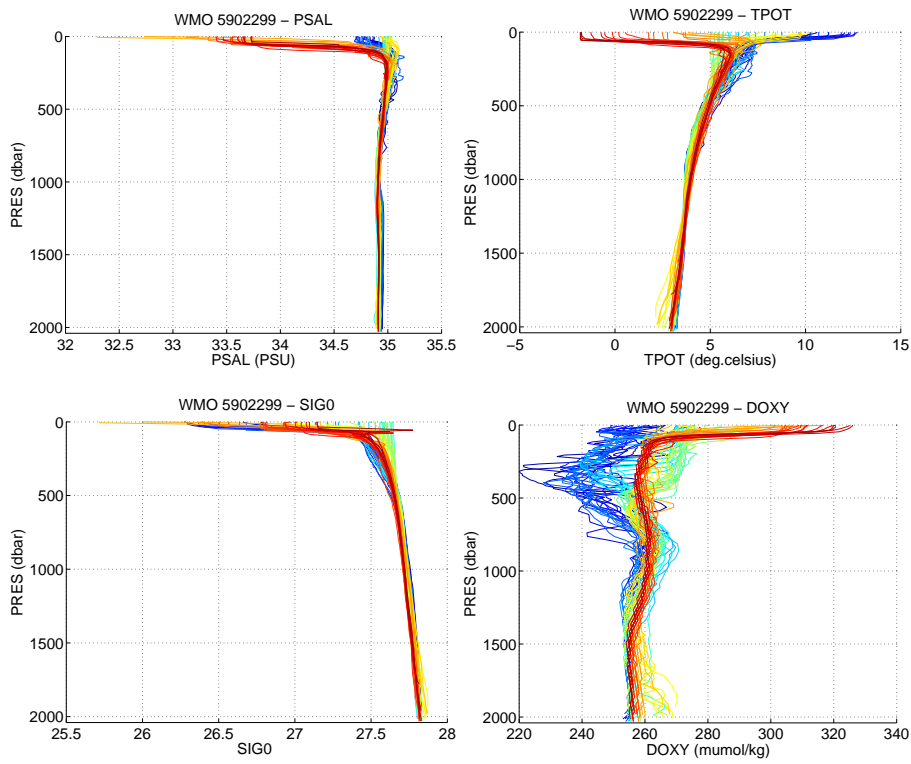 WMO 5902299 − PSAL
0
500
1000
1500
2000
PRES (dbar)
32 32.5 33 33.5 34 34.5 35 35.5
PSAL (PSU)
WMO 5902299 − TPOT
0
500
1000
1500
2000
PRES (dbar)
−5 0 5 10 15
TPOT (deg.celsius)
WMO 5902299 − SIG0
0
500
1000
1500
2000
PRES (dbar)
25.5 26 26.5 27 27.5 28
SIG0
WMO 5902299 − DOXY
0
500
1000
1500
2000
PRES (dbar)
220 240 260 280 300 320 340
DOXY (mumol/kg)